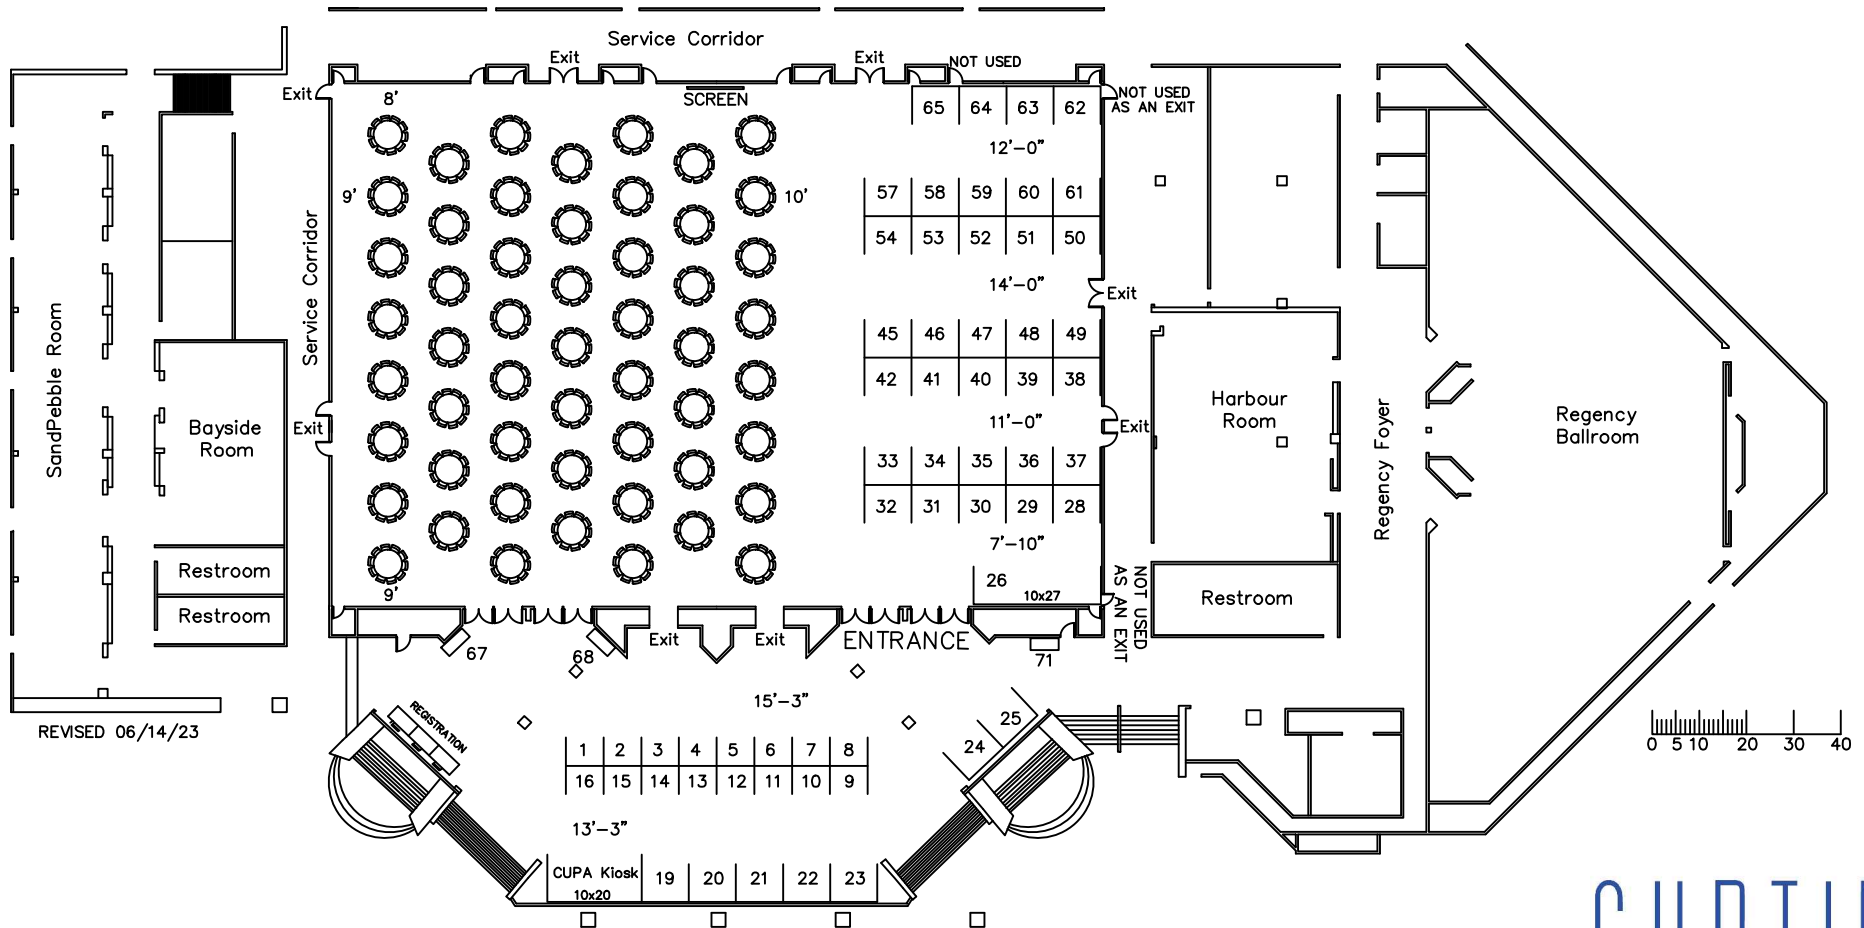 Service Corridor
Exit
Exit
NOT USED
Exit
8'
SCREEN
NOT USED
AS AN EXIT
65 64 63 62
12'-0"
9'
10'
57 58 59 60 61
54 53 52 51 50
Service Corridor
14'-0"
Exit
SandPebble Room
45 46 47 48 49
42 41 40 39 38
Bayside
Room
Exit
11'-0"
Exit
Harbour
Room
Regency Foyer
Regency
Ballroom
33 34 35 36 37
32 31 30 29 28
7'-10"
Restroom
Restroom
9'
26
10x27
NOT USED
AS AN EXIT
Restroom
67
68
Exit
Exit
ENTRANCE
71
15'-3"
REVISED 06/14/23
REGISTRATION
25
24
1 2 3 4 5 6 7 8
16 15 14 13 12 11 10 9
0 5 10 20 30 40
13'-3"
CUPA Kiosk
10x20
19 20 21 22 23